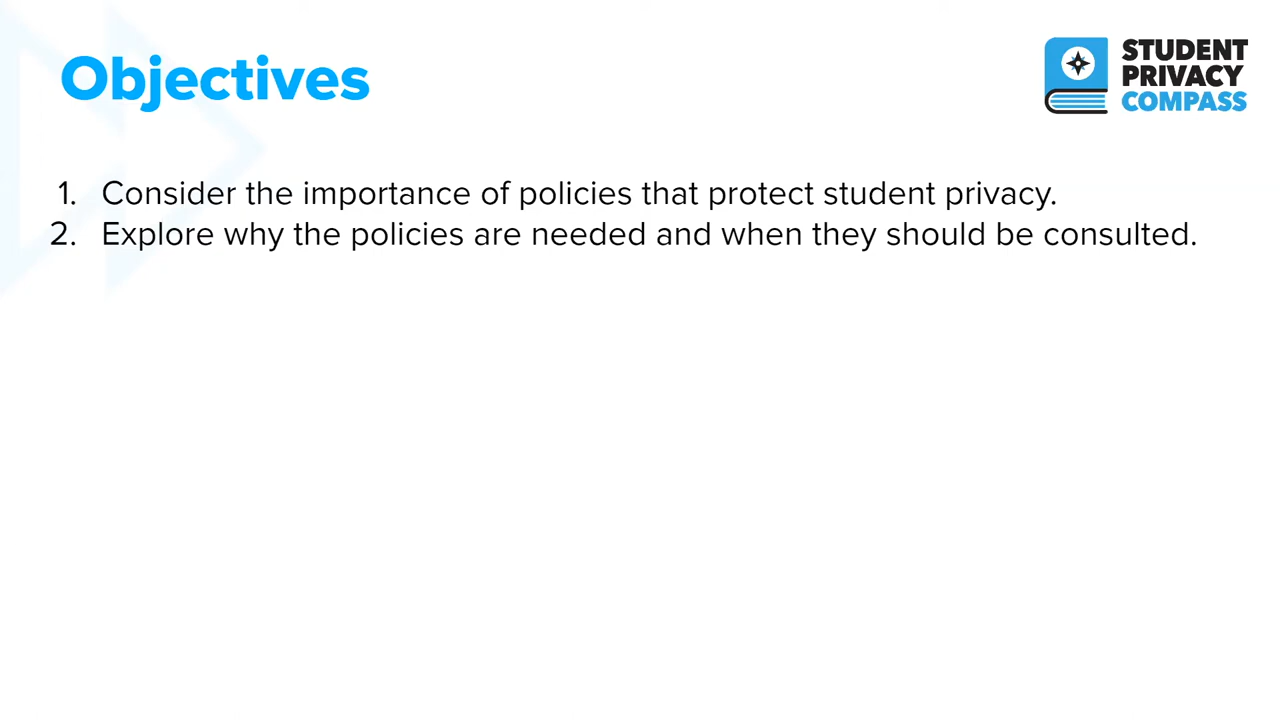 Objectives
STUDENT
PRIVACY
COMPASS
1. Consider the importance of policies that protect student privacy.
2. Explore why the policies are needed and when they should be consulted.